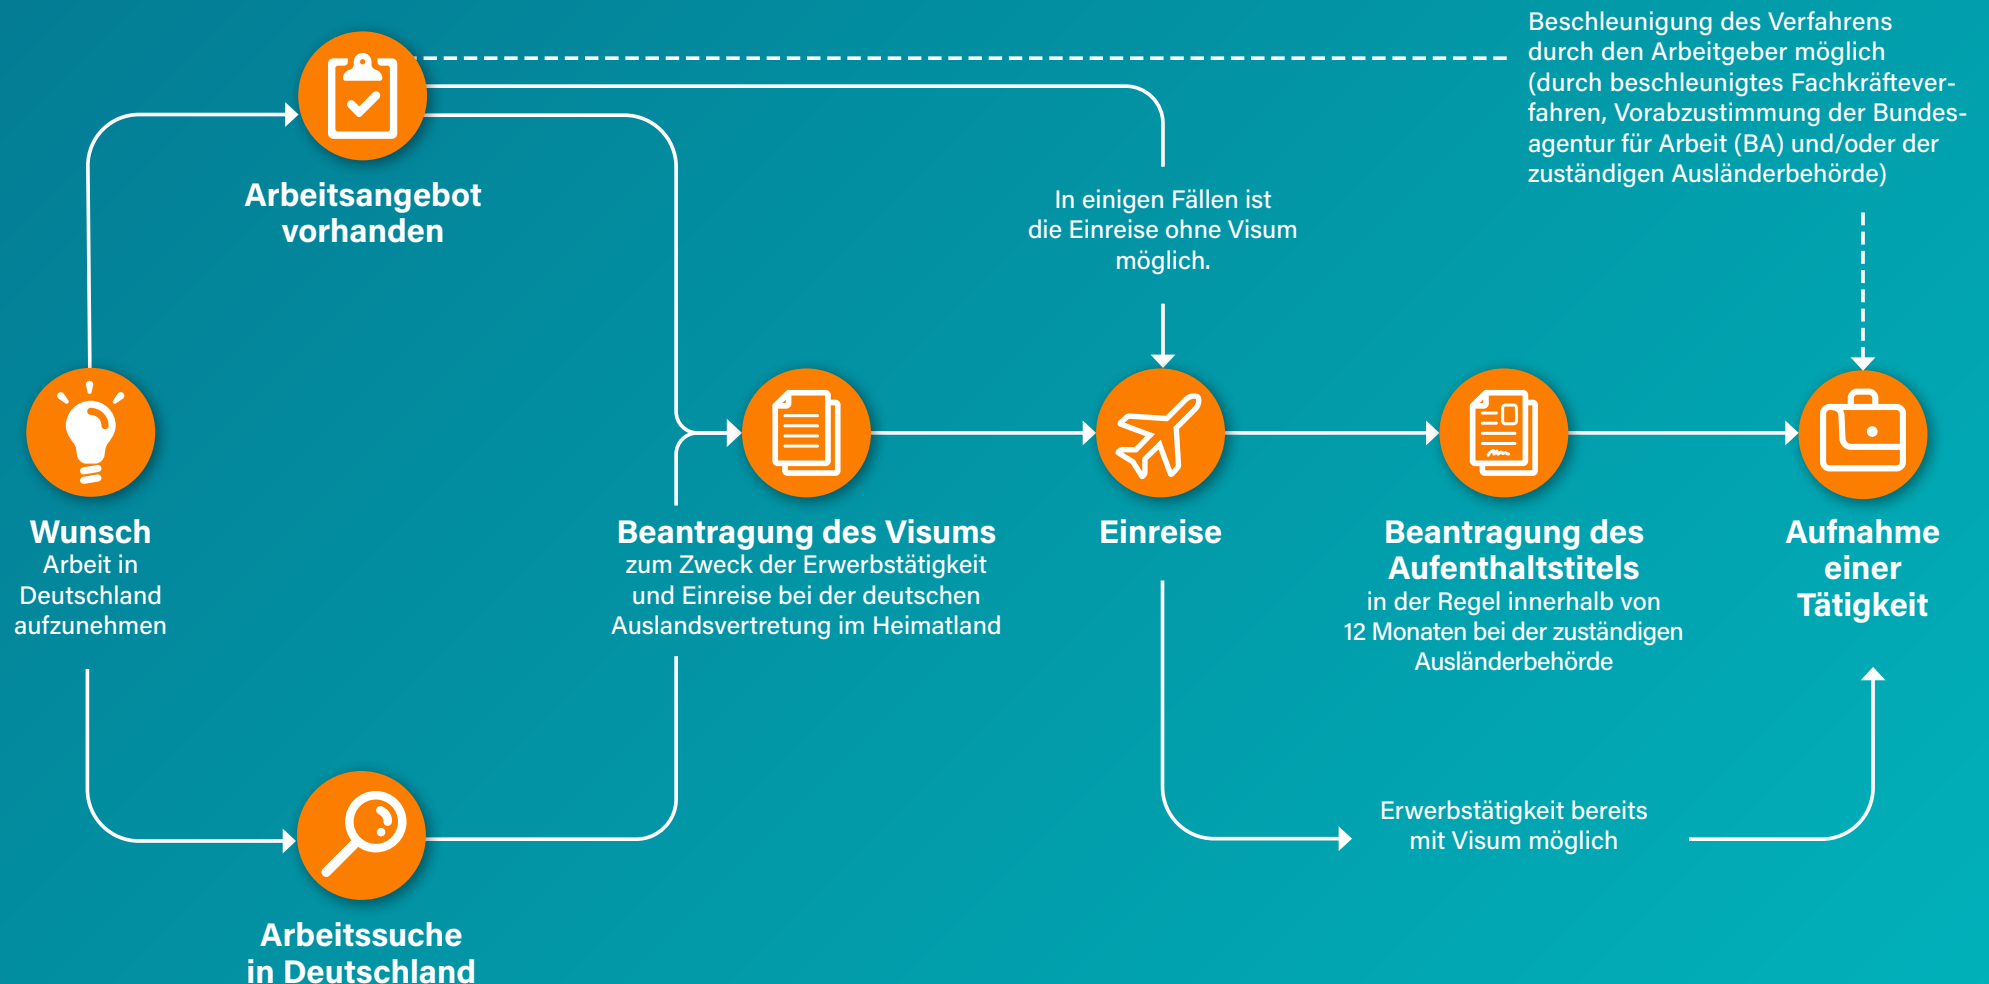 Beschleunigung des Verfahrens
durch den Arbeitgeber möglich
(durch beschleunigtes Fachkräftever-
fahren, Vorabzustimmung der Bundes-
agentur für Arbeit (BA) und/oder der
zuständigen Ausländerbehörde)
Arbeitsangebot
vorhanden
In einigen Fällen ist
die Einreise ohne Visum
möglich.
Wunsch
Arbeit in
Deutschland
aufzunehmen
Beantragung des Visums
zum Zweck der Erwerbstätigkeit
und Einreise bei der deutschen
Auslandsvertretung im Heimatland
Einreise
Beantragung des
Aufenthaltstitels
in der Regel innerhalb von
12 Monaten bei der zuständigen
Ausländerbehörde
Aufnahme
einer
Tätigkeit
Erwerbstätigkeit bereits
mit Visum möglich
Arbeitssuche
in Deutschland